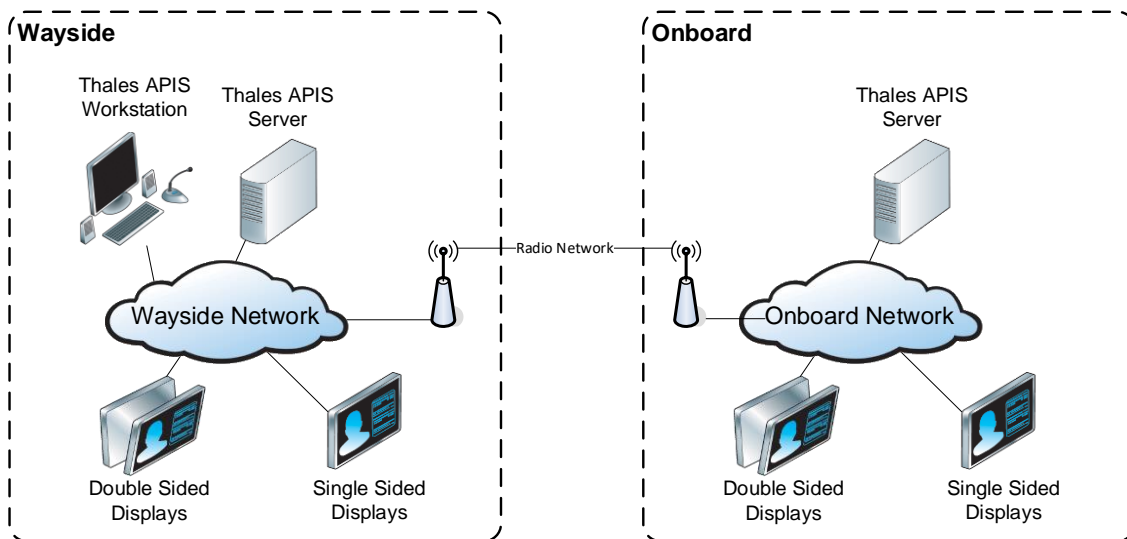 Wayside
Thales APIS
Workstation
Thales APIS
Server
Wayside Network
Double Sided
Displays
Single Sided
Displays
Radio Network
Onboard
Thales APIS
Server
Onboard Network
Double Sided
Displays
Single Sided
Displays